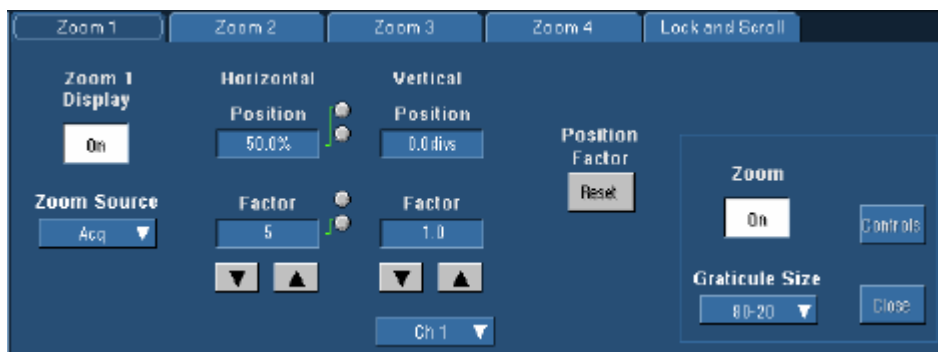 Zoom 1
Zoom 2
Zoom 3
Zoom 4
Lock and Scroll
Zoom 1
Display
On
Zoom Source
Acq
Horizontal
Position
50.0%
Factor
5
Vertical
Position
0.0 divs
Factor
1.0
Ch 1
Position
Factor
Reset
Zoom
On
Graticule Size
80-20
Controls
Close